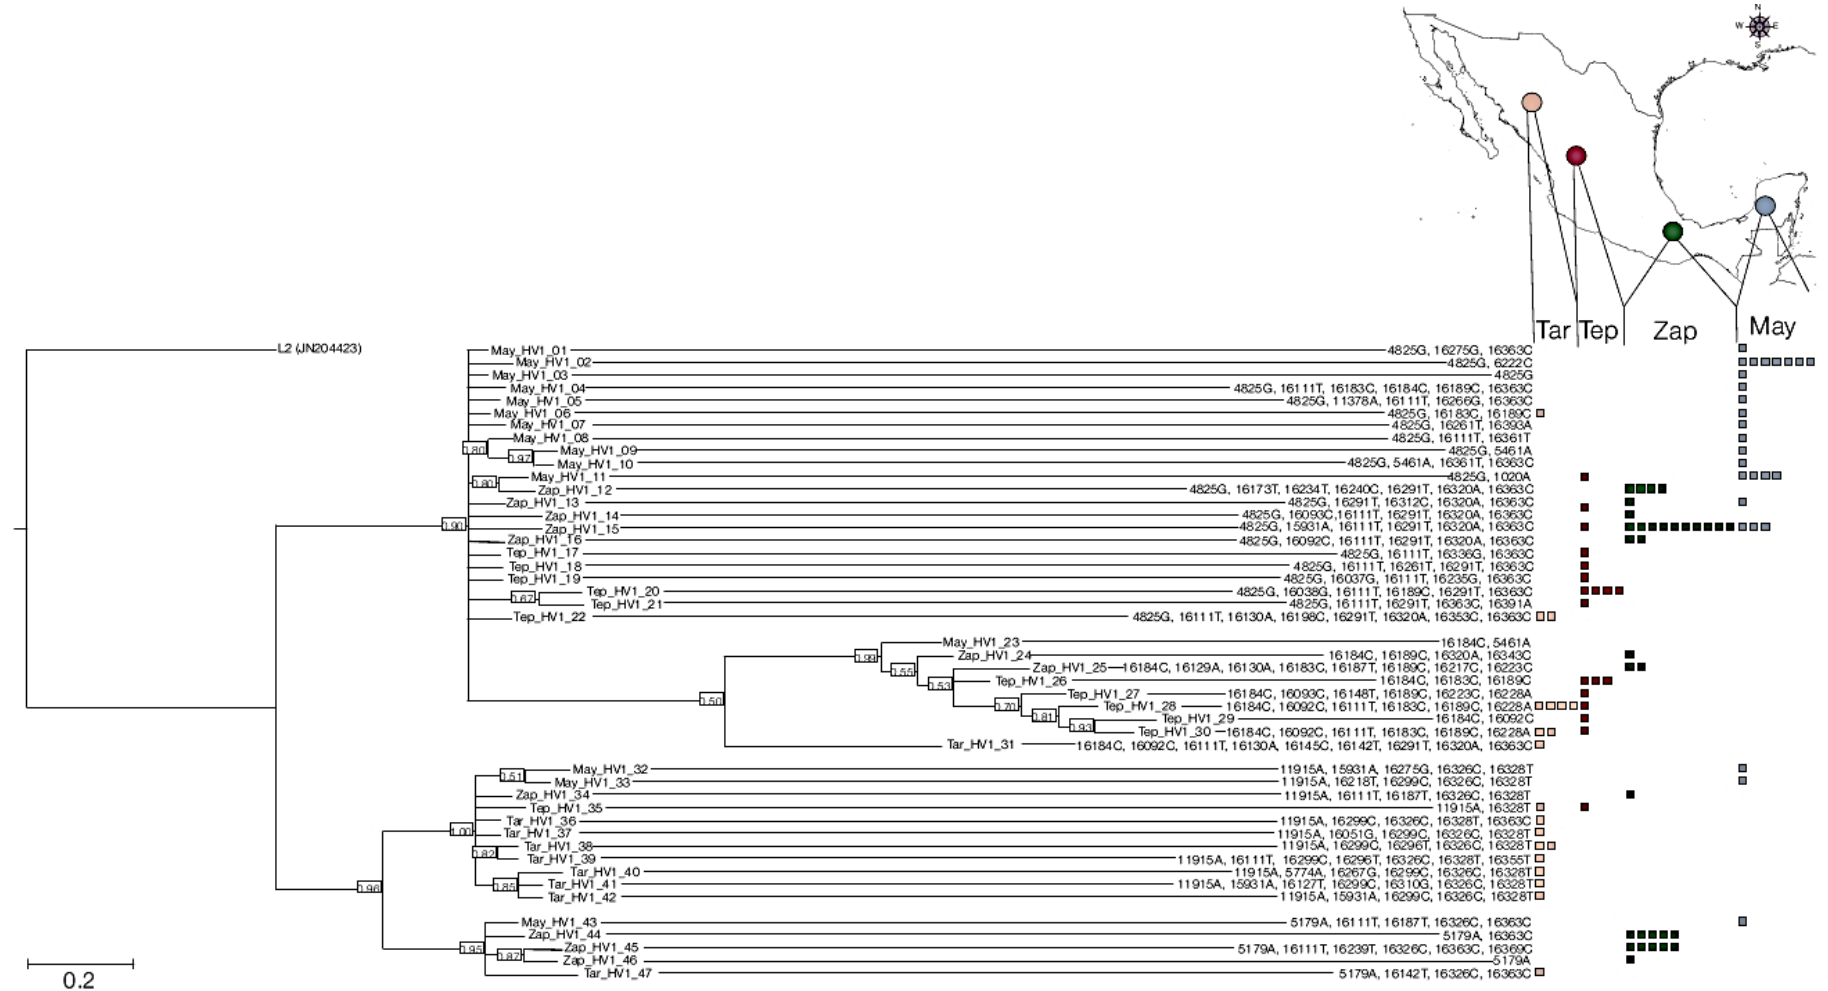 N
W E
S
Tar Tep Zap May
L2 (JN204423)
May_HV1_01 4825G, 16275G, 16363C
May_HV1_02 4825G, 6222C
May_HV1_03 4825G
May_HV1_04 4825G, 16111T, 16183C, 16184C, 16189C, 16363C
May_HV1_05 4825G, 11378A, 16111T, 16266G, 16363C
May_HV1_06 4825G, 16183C, 16189C
May_HV1_07 4825G, 16261T, 16393A
May_HV1_08 4825G, 16111T, 16361T
0.80
May_HV1_09 4825G, 5461A
0.97
May_HV1_10 4825G, 5461A, 16361T, 16363C
May_HV1_11 4825G, 1020A
0.80
Zap_HV1_12 4825G, 16173T, 16234T, 16240C, 16291T, 16320A, 16363C
Zap_HV1_13 4825G, 16291T, 16312C, 16320A, 16363C
Zap_HV1_14 4825G, 16093C,16111T, 16291T, 16320A, 16363C
0.90
Zap_HV1_15 4825G, 15931A, 16111T, 16291T, 16320A, 16363C
Zap_HV1_16 4825G, 16092C, 16111T, 16291T, 16320A, 16363C
Tep_HV1_17 4825G, 16111T, 16336G, 16363C
Tep_HV1_18 4825G, 16111T, 16261T, 16291T, 16363C
Tep_HV1_19 4825G, 16037G, 16111T, 16235G, 16363C
Tep_HV1_20 4825G, 16038G, 16111T, 16189C, 16291T, 16363C
0.67
Tep_HV1_21 4825G, 16111T, 16291T, 16363C, 16391A
Tep_HV1_22 4825G, 16111T, 16130A, 16198C, 16291T, 16320A, 16353C, 16363C
May_HV1_23 16184C, 5461A
0.99
Zap_HV1_24 16184C, 16189C, 16320A, 16343C
0.55
Zap_HV1_25 16184C, 16129A, 16130A, 16183C, 16187T, 16189C, 16217C, 16223C
Tep_HV1_26 16184C, 16183C, 16189C
0.53
Tep_HV1_27 16184C, 16093C, 16148T, 16189C, 16223C, 16228A
0.50
0.70
Tep_HV1_28 16184C, 16092C, 16111T, 16183C, 16189C, 16228A
0.81
Tep_HV1_29 16184C, 16092C
0.93
Tep_HV1_30 16184C, 16092C, 16111T, 16183C, 16189C, 16228A
Tar_HV1_31 16184C, 16092C, 16111T, 16130A, 16145C, 16142T, 16291T, 16320A, 16363C
May_HV1_32 11915A, 15931A, 16275G, 16326C, 16328T
0.51
May_HV1_33 11915A, 16218T, 16299C, 16326C, 16328T
Zap_HV1_34 11915A, 16111T, 16187T, 16326C, 16328T
Tep_HV1_35 11915A, 16328T
Tar_HV1_36 11915A, 16299C, 16326C, 16328T, 16363C
1.00
Tar_HV1_37 11915A, 16051G, 16299C, 16326C, 16328T
Tar_HV1_38 11915A, 16299C, 16296T, 16326C, 16328T
0.82
Tar_HV1_39 11915A, 16111T, 16299C, 16296T, 16326C, 16328T, 16355T
Tar_HV1_40 11915A, 5774A, 16267G, 16299C, 16326C, 16328T
0.85
Tar_HV1_41 11915A, 15931A, 16127T, 16299C, 16310G, 16326C, 16328T
0.96
Tar_HV1_42 11915A, 15931A, 16299C, 16326C, 16328T
May_HV1_43 5179A, 16111T, 16187T, 16326C, 16363C
Zap_HV1_44 5179A, 16363C
0.95
Zap_HV1_45 5179A, 16111T, 16239T, 16326C, 16363C, 16369C
0.87
Zap_HV1_46 5179A
Tar_HV1_47 5179A, 16142T, 16326C, 16363C
0.2